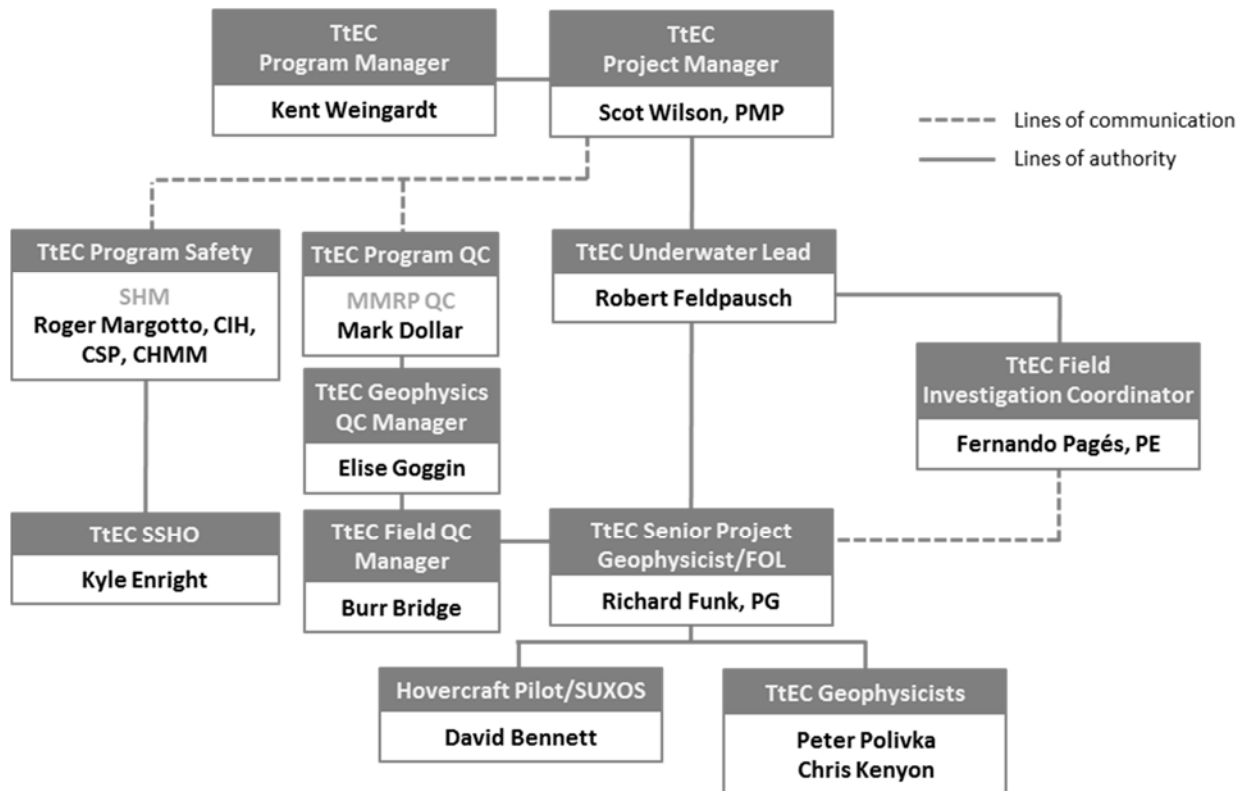 TtEC
Program Manager
Kent Weingardt
TtEC
Project Manager
Scot Wilson, PMP
Lines of communication
Lines of authority
TtEC Program Safety
SHM
Roger Margotto, CIH,
CSP, CHMM
TtEC Program QC
MMRP QC
Mark Dollar
TtEC Underwater Lead
Robert Feldpausch
TtEC Geophysics
QC Manager
Elise Goggin
TtEC Field
Investigation Coordinator
Fernando Pagés, PE
TtEC SSHO
Kyle Enright
TtEC Field QC
Manager
Burr Bridge
TtEC Senior Project
Geophysicist/FOL
Richard Funk, PG
Hovercraft Pilot/SUXOS
David Bennett
TtEC Geophysicists
Peter Polivka
Chris Kenyon